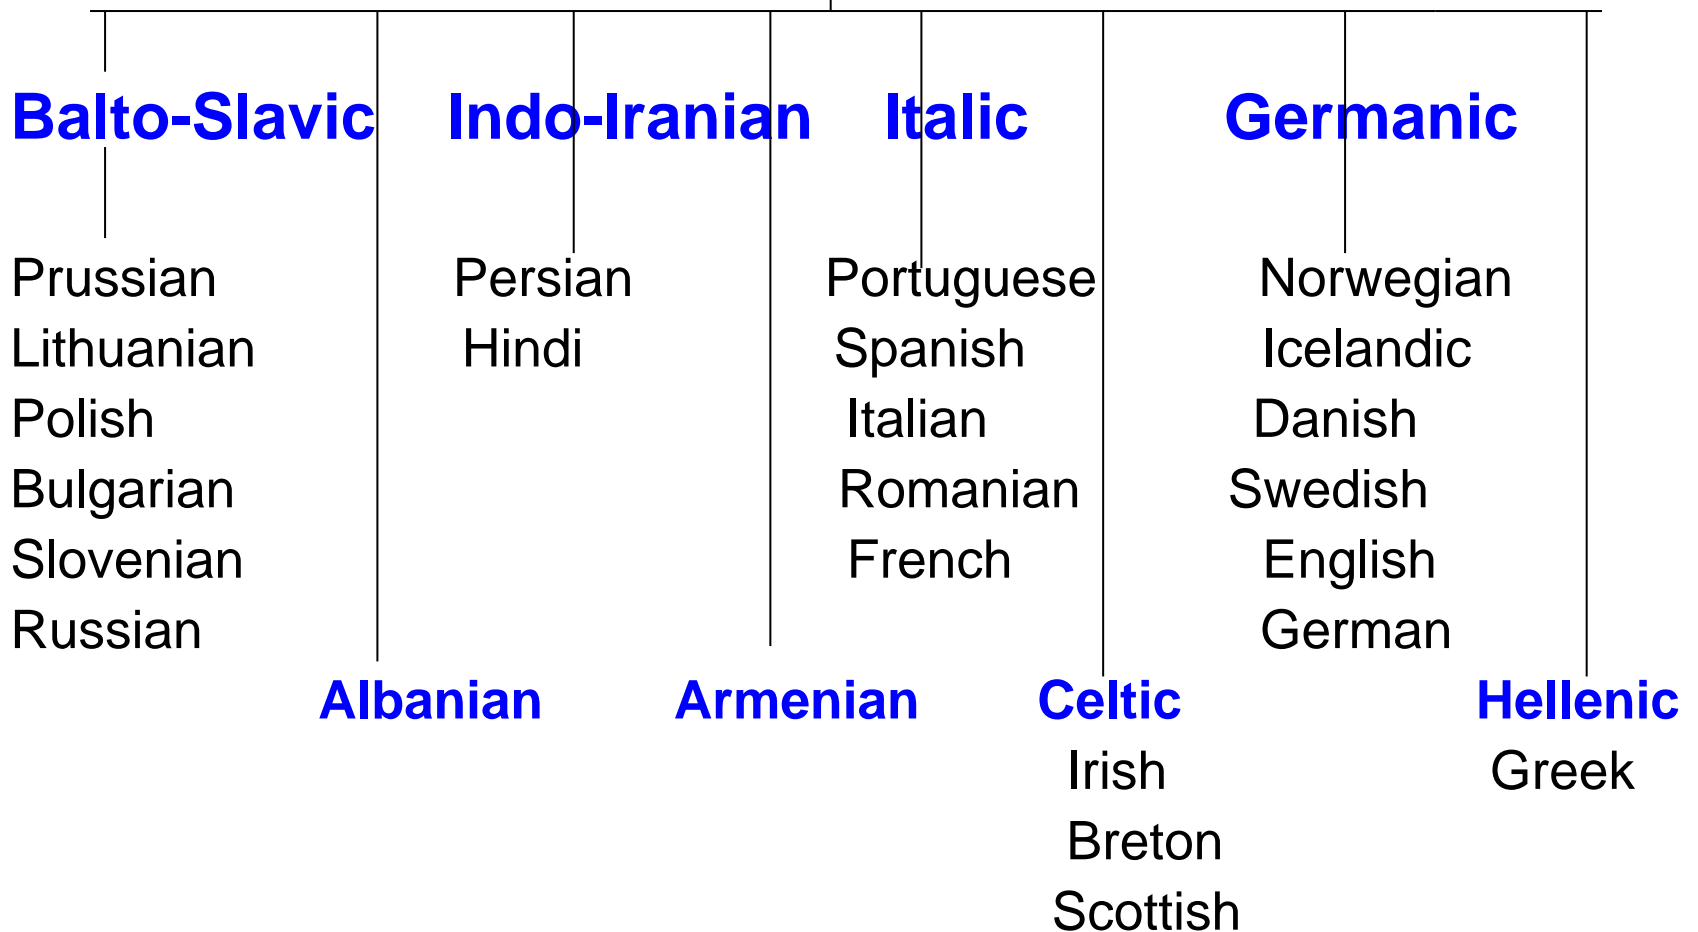 Balto-Slavic Indo-Iranian Italic Germanic
Prussian Persian Portuguese Norwegian
Lithuanian Hindi Spanish Icelandic
Polish Italian Danish
Bulgarian Romanian Swedish
Slovenian French English
Russian German
Albanian Armenian Celtic Hellenic
Irish Greek
Breton
Scottish